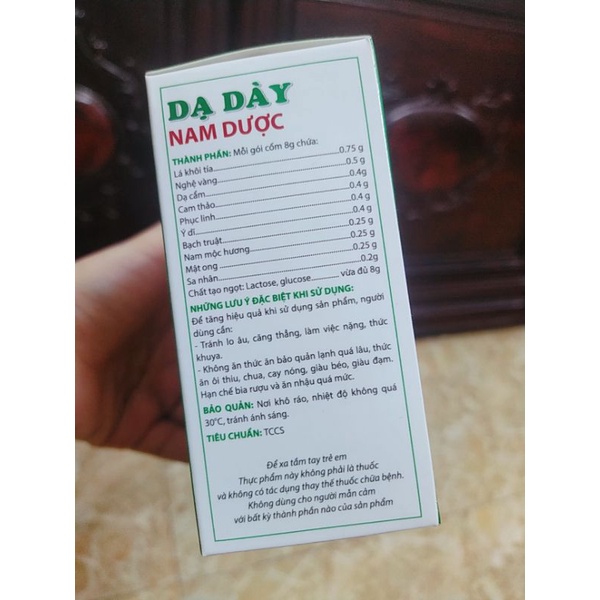 DẠ DÀY
NAM DƯỢC
THÀNH PHẦN: Mỗi gói cốm 8g chứa:
Lá khôi tía...........0.75 g
Nghệ vàng...........0.5 g
Dạ cẩm...........0.4g
Cam thảo...........0.4 g
Phục linh...........0.4 g
Ý dĩ...........0.4 g
Bạch truật...........0.25 g
Nam mộc hương...........0.25 g
Mật ong...........0.25 g
Sa nhân...........0.2g
Chất tạo ngọt: Lactose, glucose______ vừa đủ 8g
NHỮNG LƯU Ý ĐẶC BIỆT KHI SỬ DỤNG:
Để tăng hiệu quả khi sử dụng sản phẩm, người
dùng cần:
- Tránh lo âu, căng thẳng, làm việc nặng, thức
khuya.
- Không ăn thức ăn bảo quản lạnh quá lâu, thức
ăn ôi thiu, chua, cay nóng, giàu béo, giàu đạm.
Hạn chế bia rượu và ăn nhậu quá mức.
BẢO QUẢN: Nơi khô ráo, nhiệt độ không quá
30°C, tránh ánh sáng.
TIÊU CHUẨN: TCCS
Để xa tầm tay trẻ em
Thực phẩm này không phải là thuốc
và không có tác dụng thay thế thuốc chữa bệnh.
Không dùng cho người mẫn cảm
với bất kỳ thành phần nào của sản phẩm